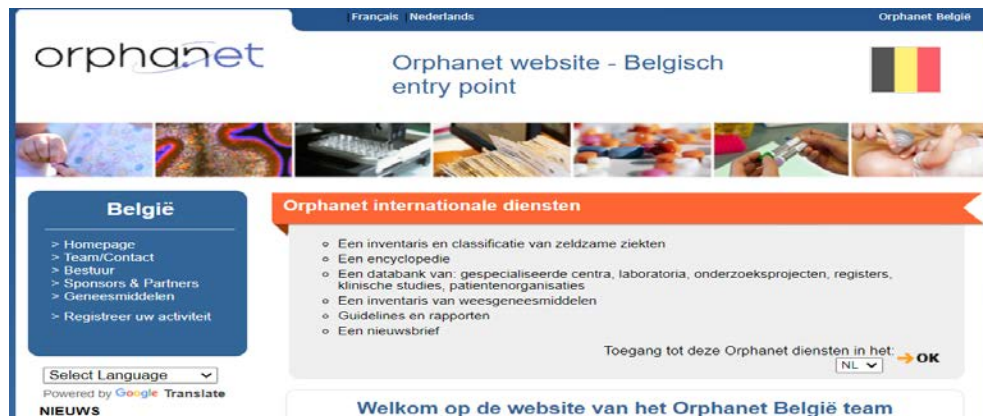 Français | Nederlands
Orphanet België
orphanet
Orphanet website - Belgisch
entry point
België
> Homepage
> Team/Contact
> Bestuur
> Sponsors & Partners
> Geneesmiddelen
> Registreer uw activiteit
Select Language
Powered by Google Translate
NIEUWS
Orphanet internationale diensten
Een inventaris en classificatie van zeldzame ziekten
Een encyclopedie
Een databank van: gespecialiseerde centra, laboratoria, onderzoeksprojecten, registers,
klinische studies, patientenorganisaties
Een inventaris van weesgeneesmiddelen
Guidelines en rapporten
Een nieuwsbrief
Toegang tot deze Orphanet diensten in het:
NL
OK
Welkom op de website van het Orphanet België team